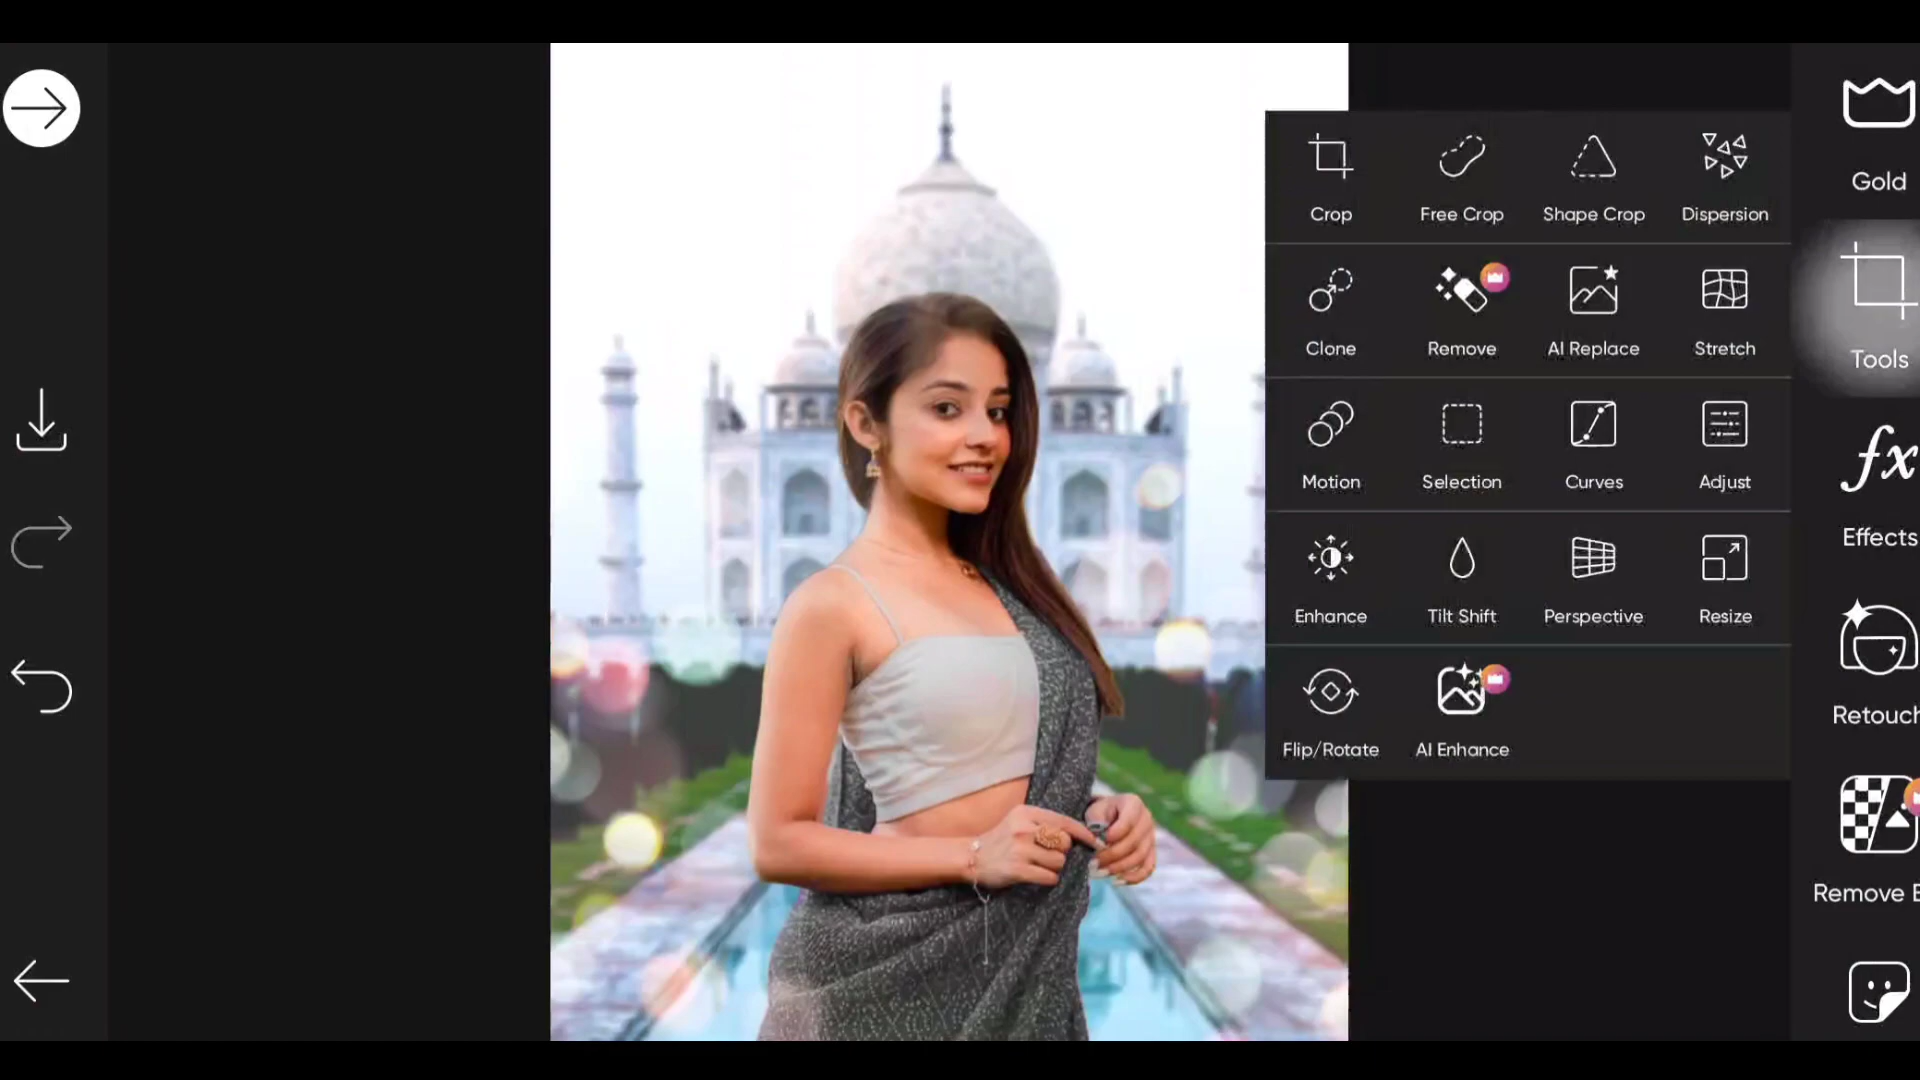 Crop Free Crop Shape Crop Dispersion
Clone Remove AI Replace Stretch
Motion Selection Curves Adjust
Enhance Tilt Shift Perspective Resize
Flip/Rotate AI Enhance
Gold
Tools
fx
Effects
Retouch
Remove